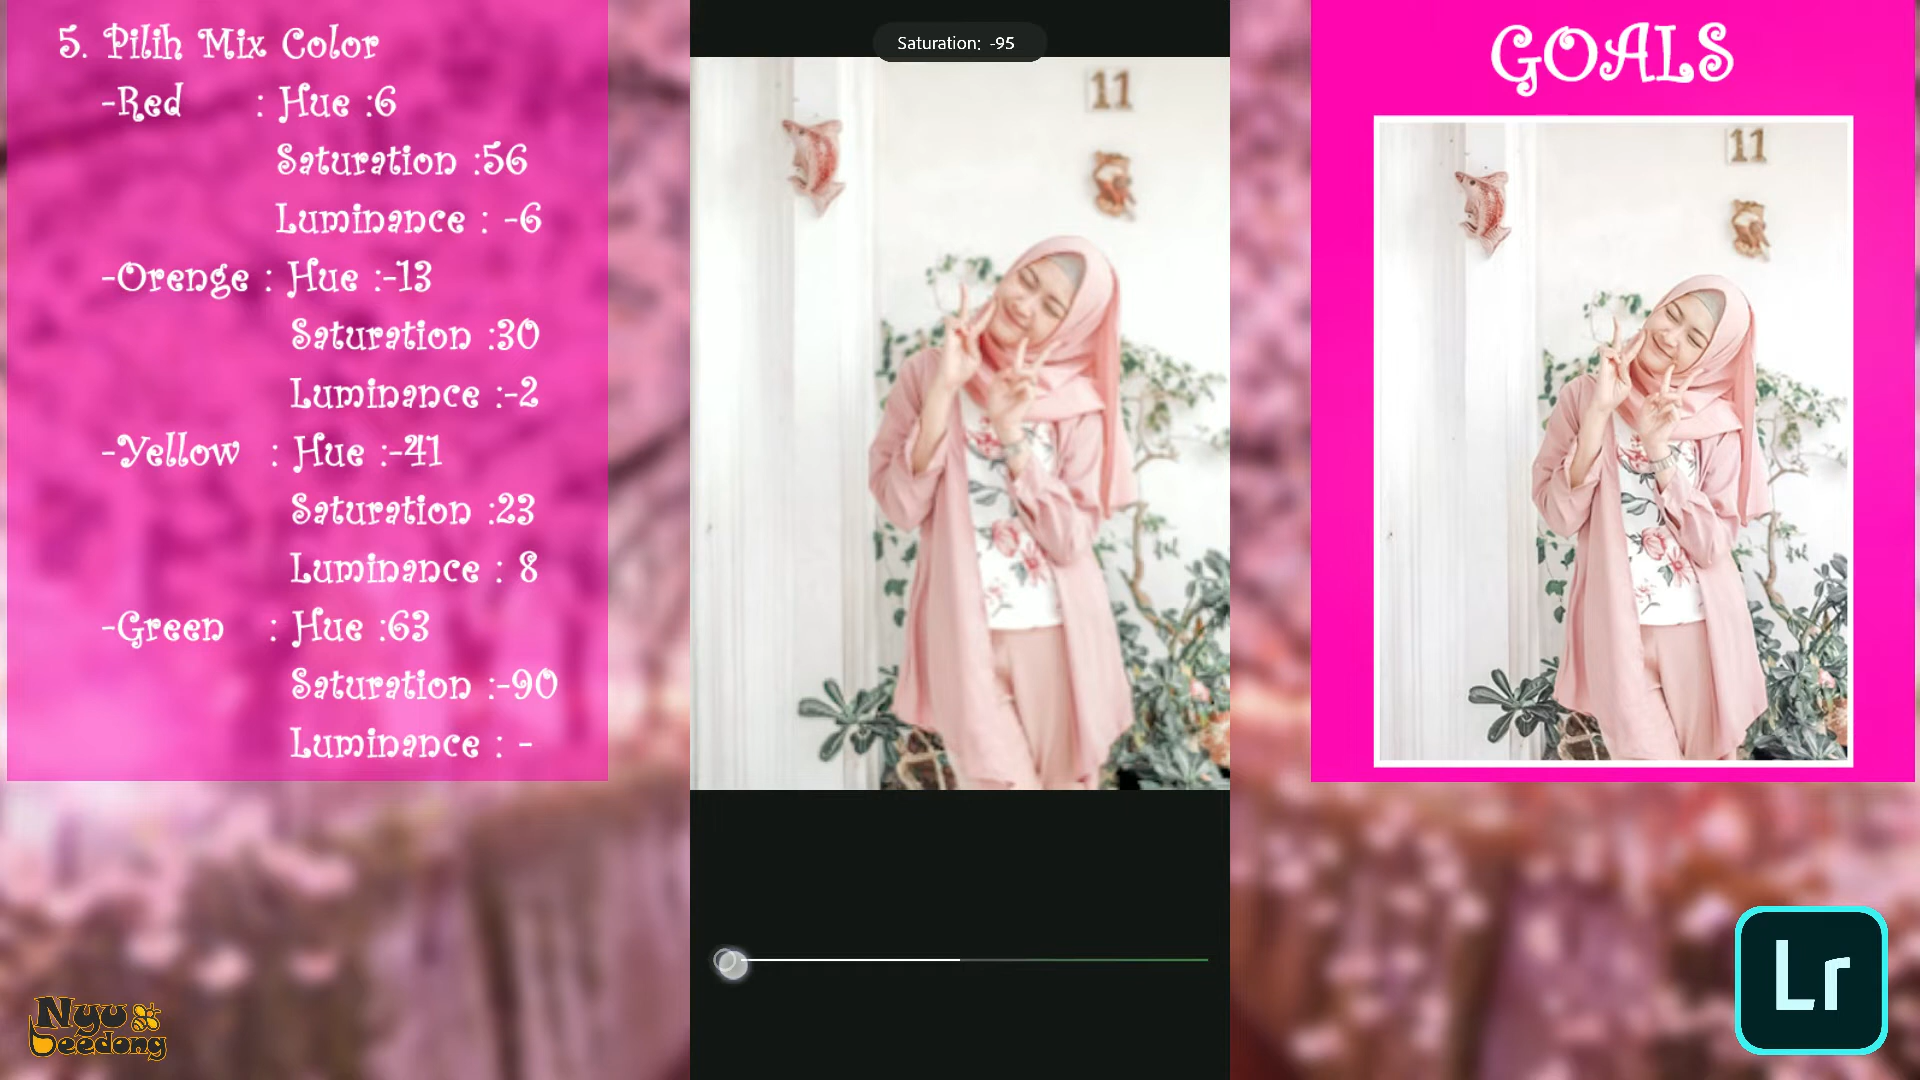 5. Pilih Mix Color
-Red : Hue :6
Saturation :56
Luminance : -6
-Orenge : Hue :-13
Saturation :30
Luminance :-2
-Yellow : Hue :-41
Saturation :23
Luminance : 8
-Green : Hue :63
Saturation :-90
Luminance : -
Saturation: -95
11
GOALS
11
Nyu
beedong
Lr